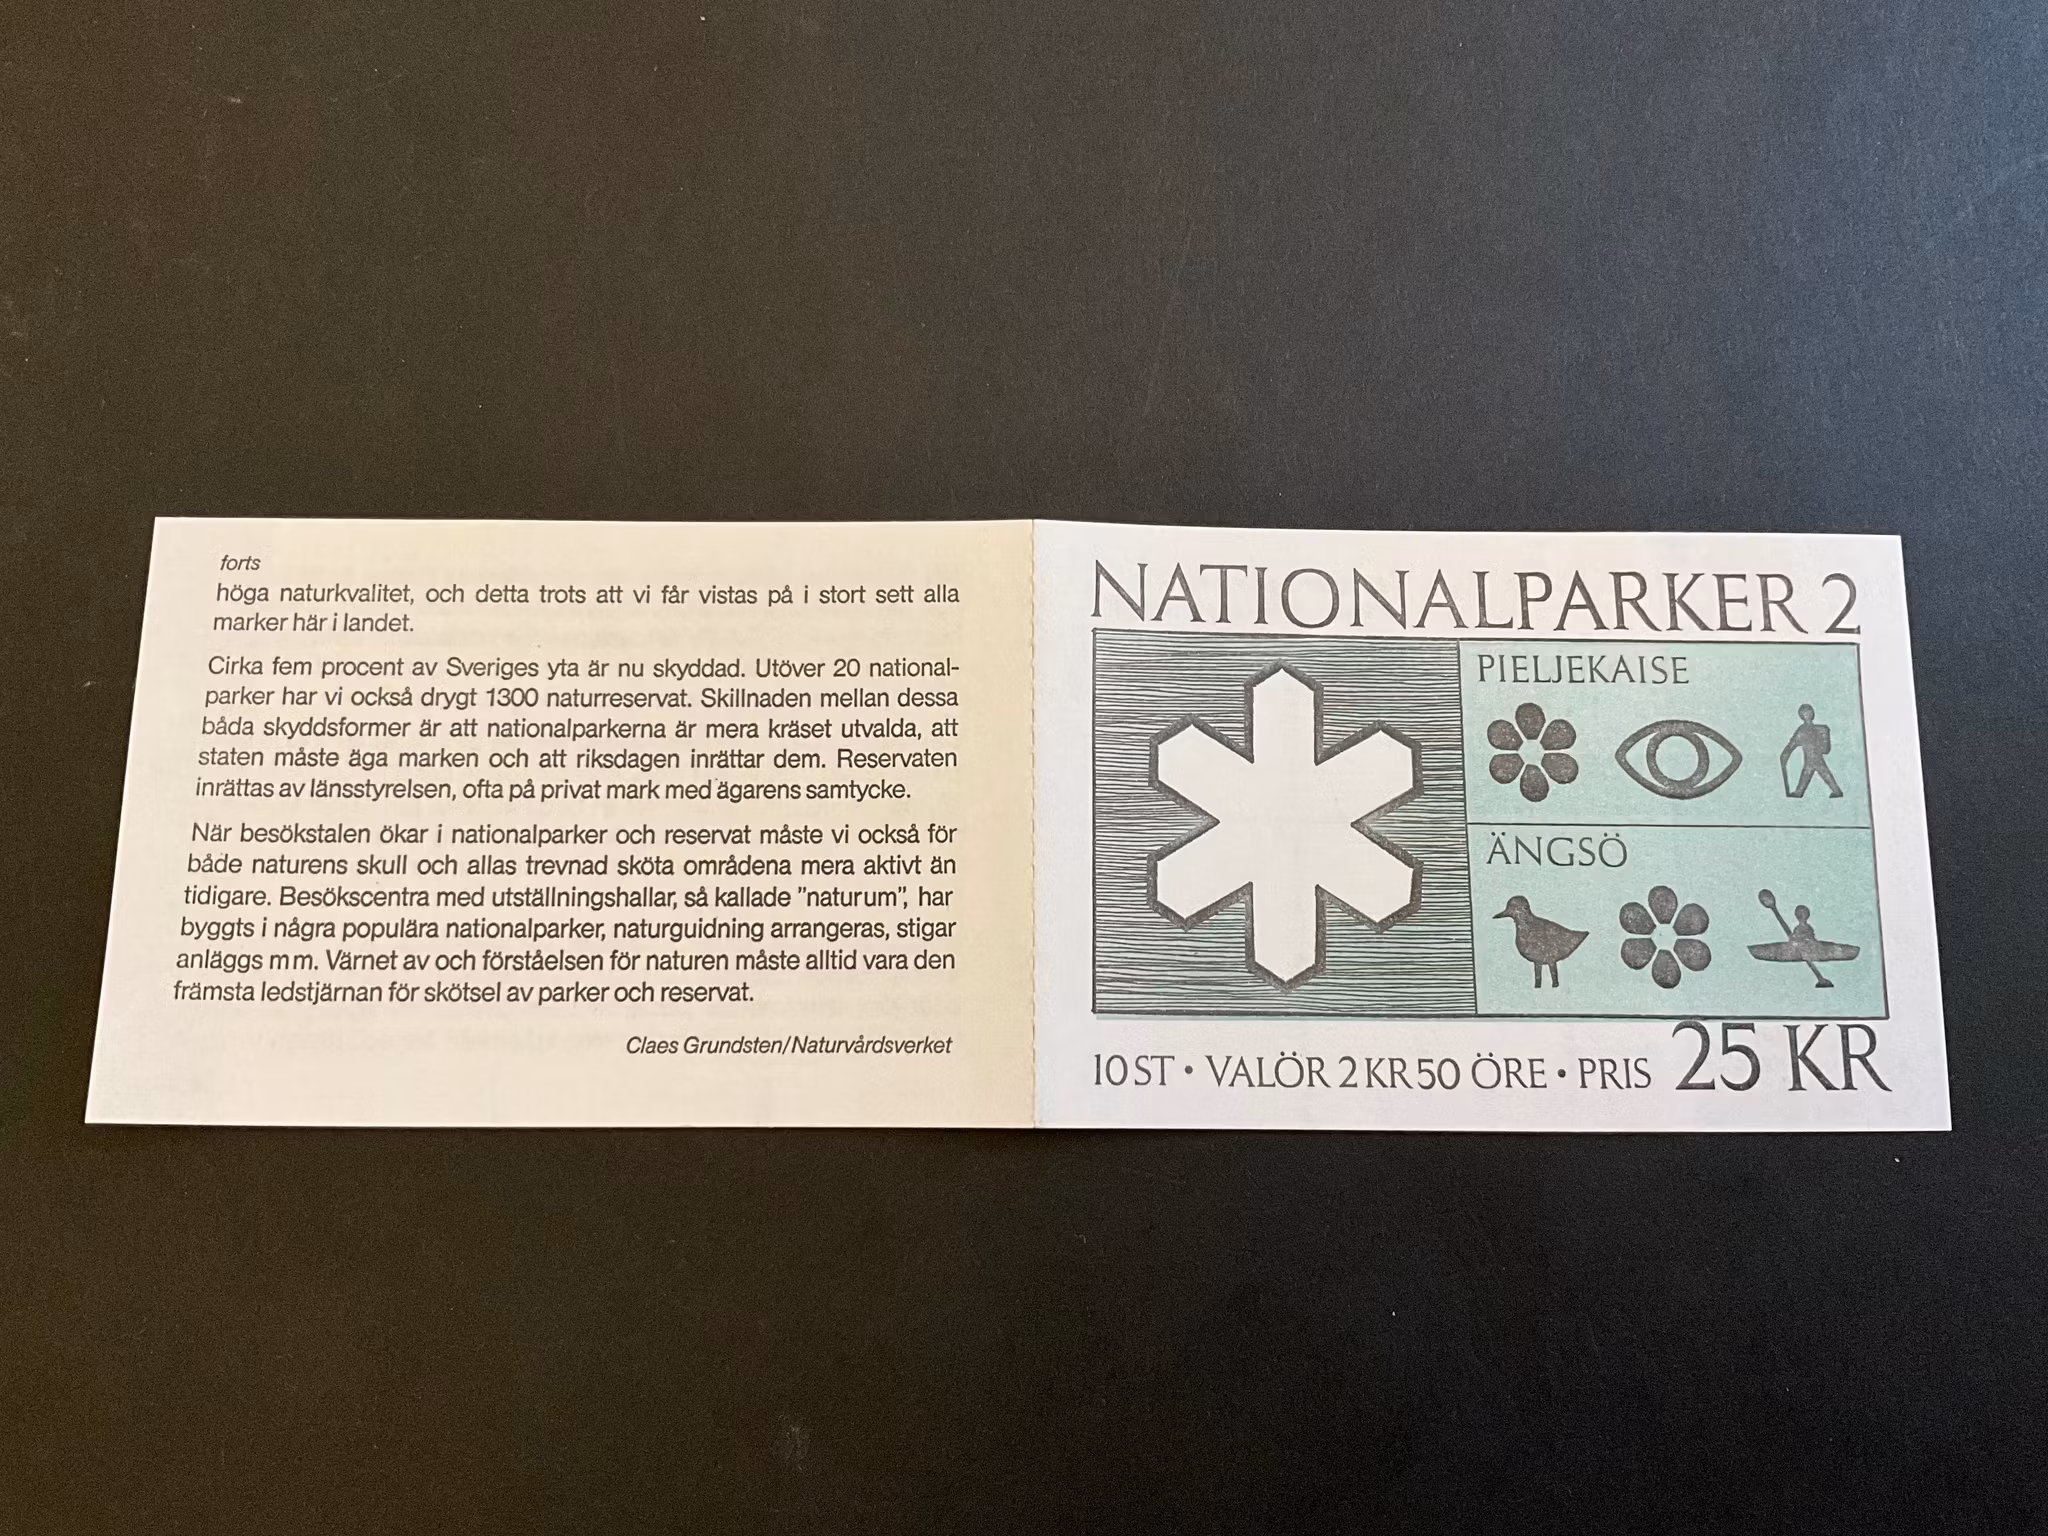 forts
höga naturkvalitet, och detta trots att vi får vistas på i stort sett alla
marker här i landet.
Cirka fem procent av Sveriges yta är nu skyddad. Utöver 20 national-
parker har vi också drygt 1300 naturreservat. Skillnaden mellan dessa
båda skyddsformer är att nationalparkerna är mera kräset utvalda, att
staten måste äga marken och att riksdagen inrättar dem. Reservaten
inrättas av länsstyrelsen, ofta på privat mark med ägarens samtycke.
När besökstalen ökar i nationalparker och reservat måste vi också för
både naturens skull och allas trevnad sköta områdena mera aktivt än
tidigare. Besökscentra med utställningshallar, så kallade ”naturum”, har
byggts i några populära nationalparker, naturguidning arrangeras, stigar
anläggs mm. Värnet av och förståelsen för naturen måste alltid vara den
främsta ledstjärnan för skötsel av parker och reservat.
Claes Grundsten/Naturvårdsverket
NATIONALPARKER 2
PIELJEKAISE
ÄNGSÖ
10 ST • VALÖR 2 KR 50 ÖRE • PRIS 25 KR